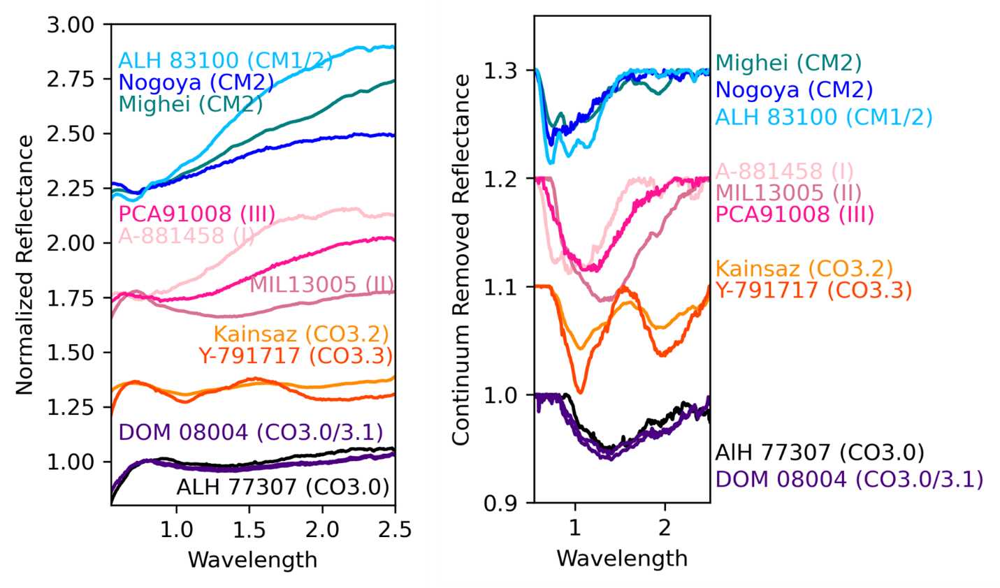 3.00
2.75
2.50
2.25
2.00
1.75
1.50
1.25
1.00
Normalized Reflectance
ALH 83100 (CM1/2)
Nogoya (CM2)
Mighei (CM2)
PCA91008 (III)
A-881458 (I)
MIL13005 (II)
Kainsaz (CO3.2)
Y-791717 (CO3.3)
DOM 08004 (CO3.0/3.1)
ALH 77307 (CO3.0)
1.0
1.5
2.0
2.5
Wavelength
1.3
1.2
1.1
1.0
0.9
Continuum Removed Reflectance
1
2
Wavelength
Mighei (CM2)
Nogoya (CM2)
ALH 83100 (CM1/2)
A-881458 (I)
MIL13005 (II)
PCA91008 (III)
Kainsaz (CO3.2)
Y-791717 (CO3.3)
AlH 77307 (CO3.0)
DOM 08004 (CO3.0/3.1)